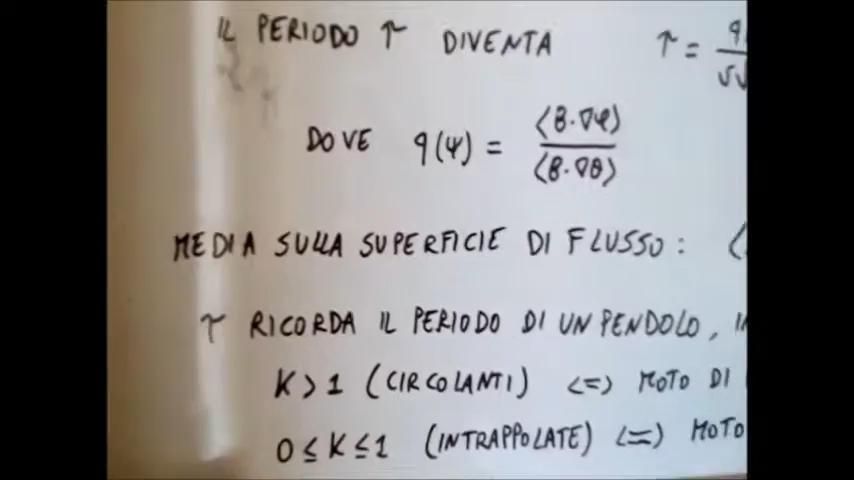 IL PERIODO τ DIVENTA τ = q
DOVE q(ψ) = ⟨B·∇φ⟩ / ⟨B·∇θ⟩
MEDIA SULLA SUPERFICIE DI FLUSSO: ⟨
τ RICORDA IL PERIODO DI UN PENDOLO,
K > 1 (CIRCOLANTI) <=> MOTO DI
0 ≤ K ≤ 1 (INTRAPPOLATE) <=> MOTO